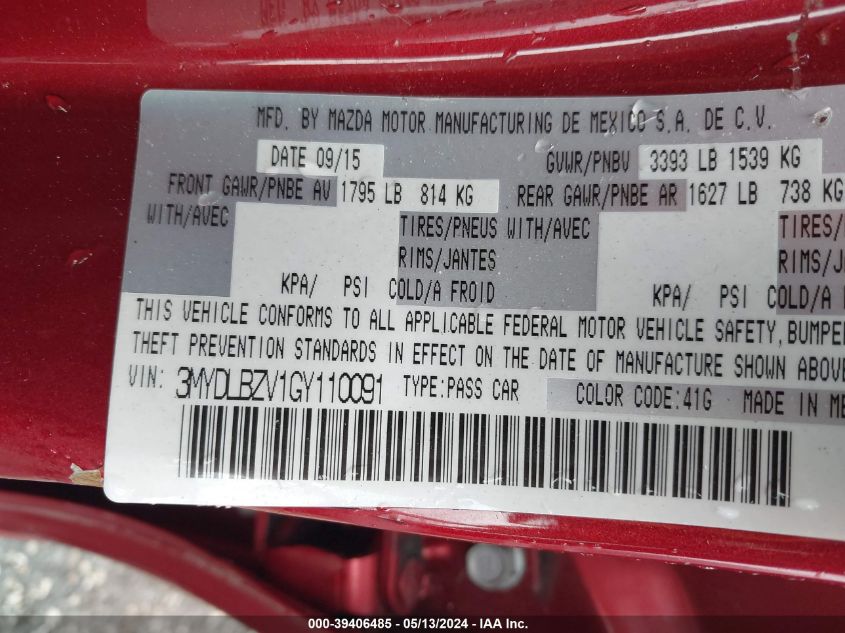 MFD. BY MAZDA MOTOR MANUFACTURING DE MEXICO S.A. DE C.V.
DATE 09/15 GVWR/PNBV 3393 LB 1539 KG
FRONT GAWR/PNBE AV 1795 LB 814 KG REAR GAWR/PNBE AR 1627 LB 738 KG
WITH/AVEC TIRES/PNEUS WITH/AVEC TIRES/
RIMS/JANTES RIMS/J
KPA/ PSI COLD/A FROID KPA/ PSI COLD/A F
THIS VEHICLE CONFORMS TO ALL APPLICABLE FEDERAL MOTOR VEHICLE SAFETY, BUMPE
THEFT PREVENTION STANDARDS IN EFFECT ON THE DATE OF MANUFACTURE SHOWN ABOVE
VIN: 3MYDLBZV1GY110091 TYPE:PASS CAR COLOR CODE:41G MADE IN ME
000-39406485 - 05/13/2024 - IAA Inc.